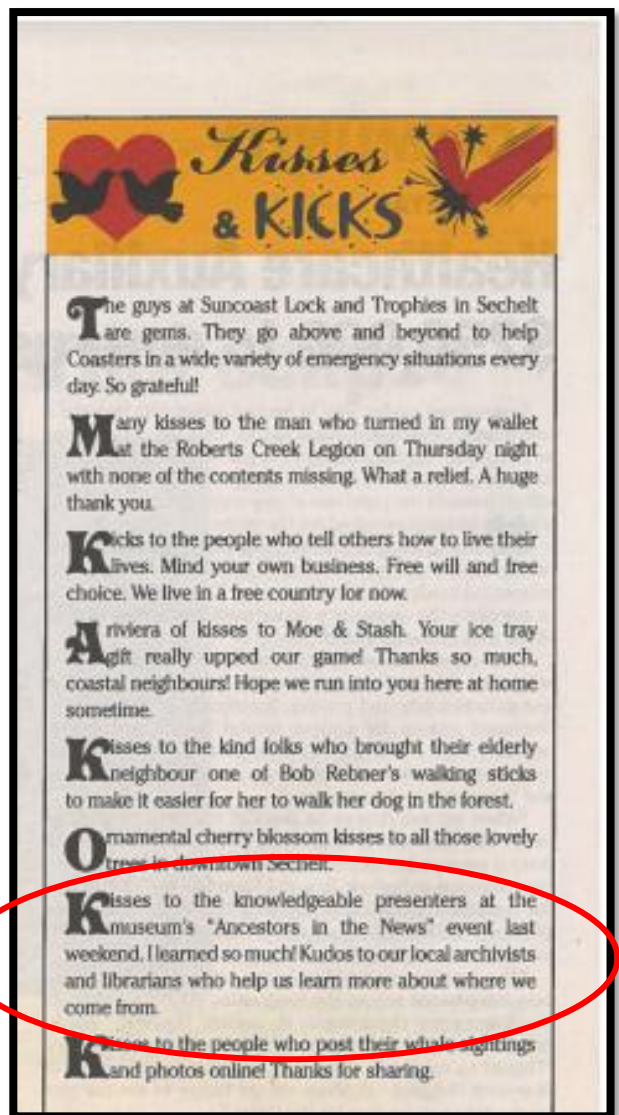 Kisses
& KICKS
The guys at Suncoast Lock and Trophies in Sechelt
are gems. They go above and beyond to help
Coasters in a wide variety of emergency situations every
day. So grateful!
Many kisses to the man who turned in my wallet
at the Roberts Creek Legion on Thursday night
with none of the contents missing. What a relief. A huge
thank you.
Kicks to the people who tell others how to live their
lives. Mind your own business. Free will and free
choice. We live in a free country for now.
A riviera of kisses to Moe & Stash. Your ice tray
gift really upped our game! Thanks so much,
coastal neighbours! Hope we run into you here at home
sometime.
Kisses to the kind folks who brought their elderly
neighbour one of Bob Rebner's walking sticks
to make it easier for her to walk her dog in the forest.
Ornamental cherry blossom kisses to all those lovely
trees in downtown Sechelt.
Kisses to the knowledgeable presenters at the
museum's "Ancestors in the News" event last
weekend. I learned so much! Kudos to our local archivists
and librarians who help us learn more about where we
come from.
Kisses to the people who post their whale sightings
and photos online! Thanks for sharing.